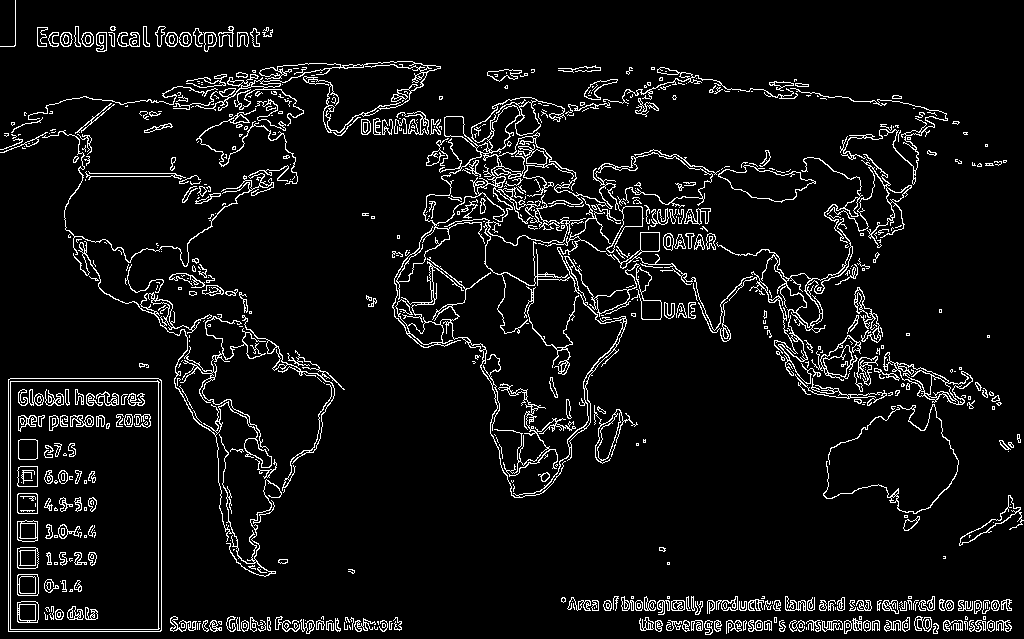 Ecological footprint*
DENMARK
KUWAIT
QATAR
UAE
Global hectares
per person, 2008
≥7.5
6.0-7.4
4.5-5.9
3.0-4.4
1.5-2.9
0-1.4
No data
Source: Global Footprint Network
*Area of biologically productive land and sea required to support
the average person's consumption and CO₂ emissions